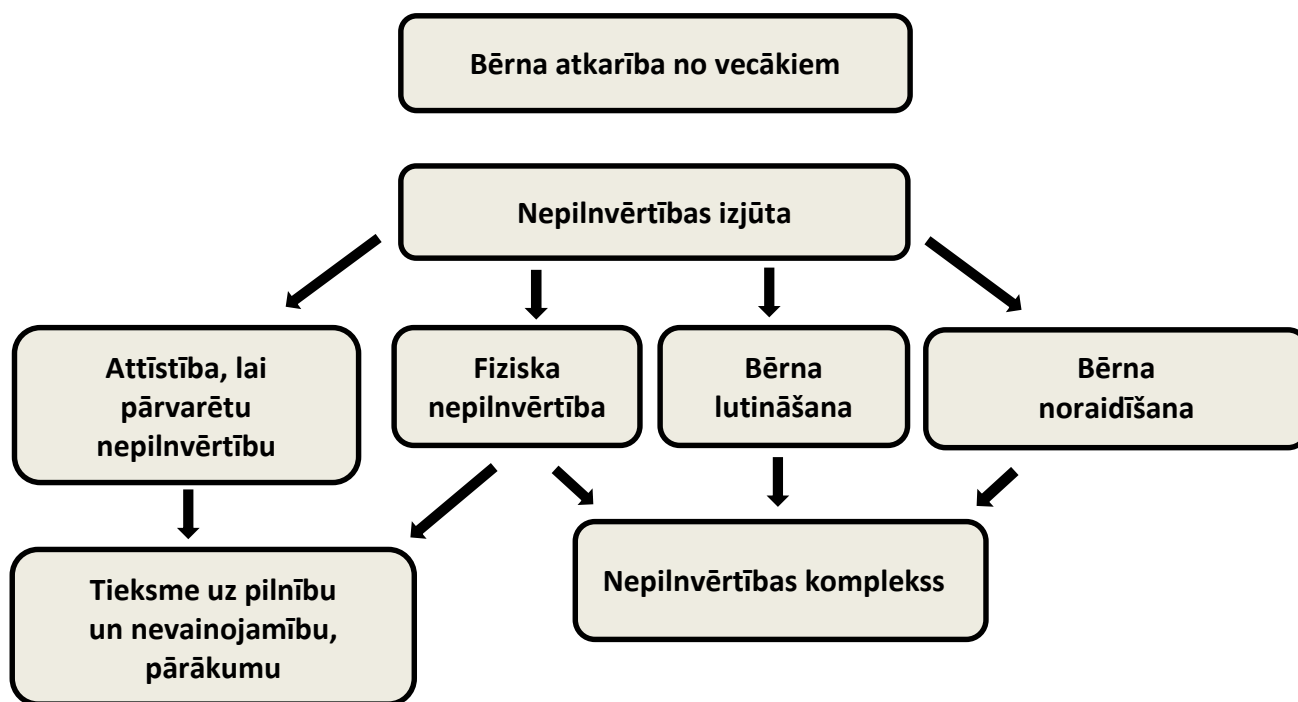 Bērna atkarība no vecākiem
Nepilnvērtības izjūta
Attīstība, lai
pārvarētu
nepilnvērtību
Fiziska
nepilnvērtība
Bērna
lutināšana
Bērna
noraidīšana
Tieksme uz pilnību
un nevainojamību,
pārākumu
Nepilnvērtības komplekss